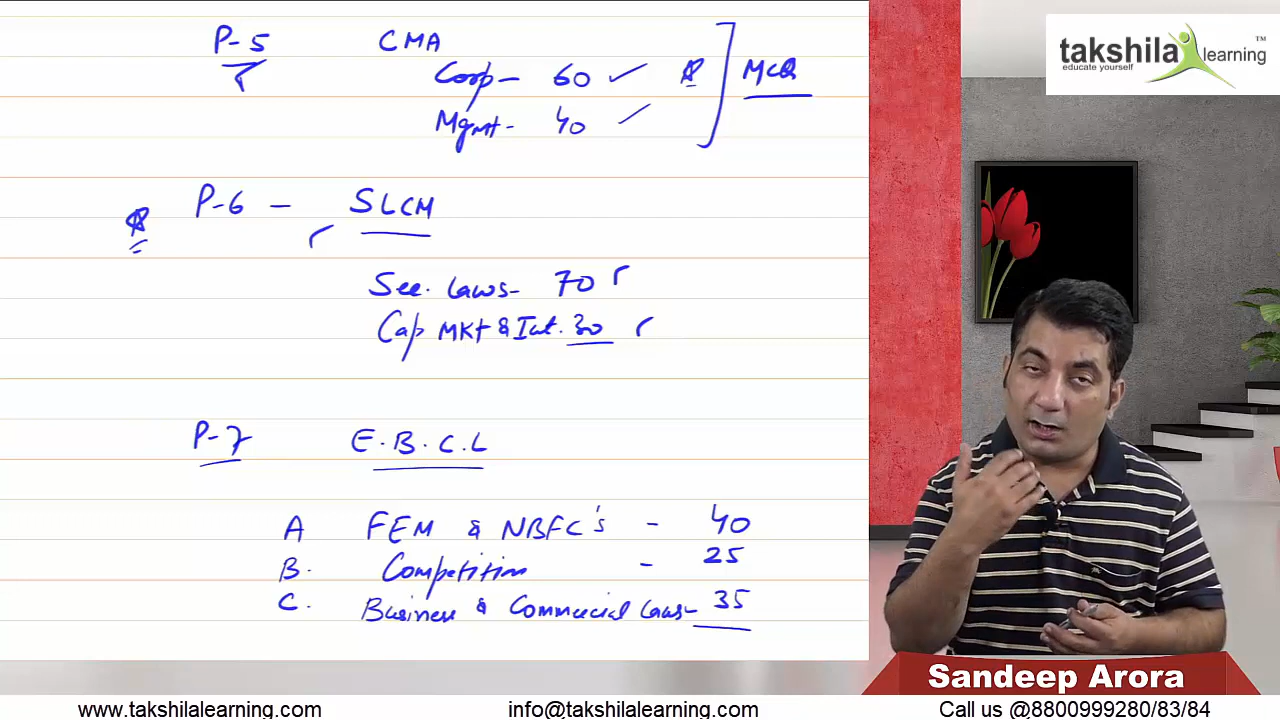 P-5 CMA
Corp - 60 ✓
Mgmt - 40 ✓
] MCQ
P-6 - SLCM
Sec. Laws - 70
Cap MKt & Int. 30
P-7 E.B.C.L
A FEM & NBFC's - 40
B. Competition - 25
C. Business & Commercial Laws - 35
takshila learning TM
educate yourself
Sandeep Arora
www.takshilalearning.com info@takshilalearning.com Call us @8800999280/83/84